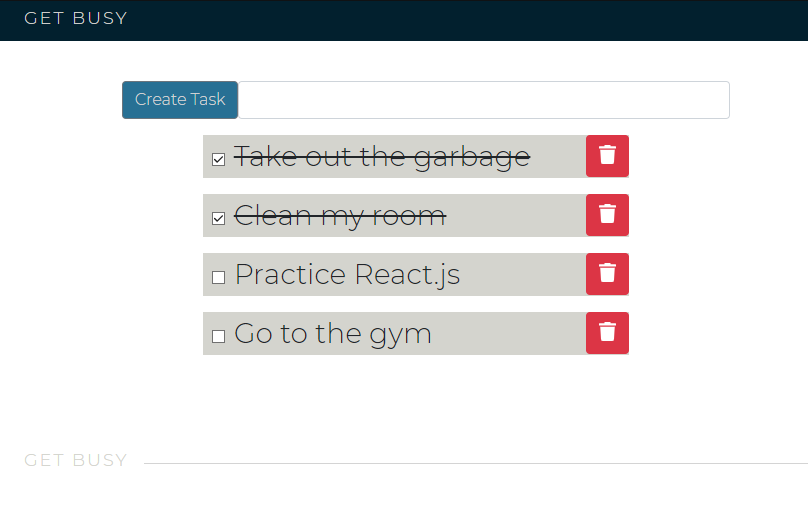 GET BUSY
Create Task
Take out the garbage
Clean my room
Practice React.js
Go to the gym
GET BUSY